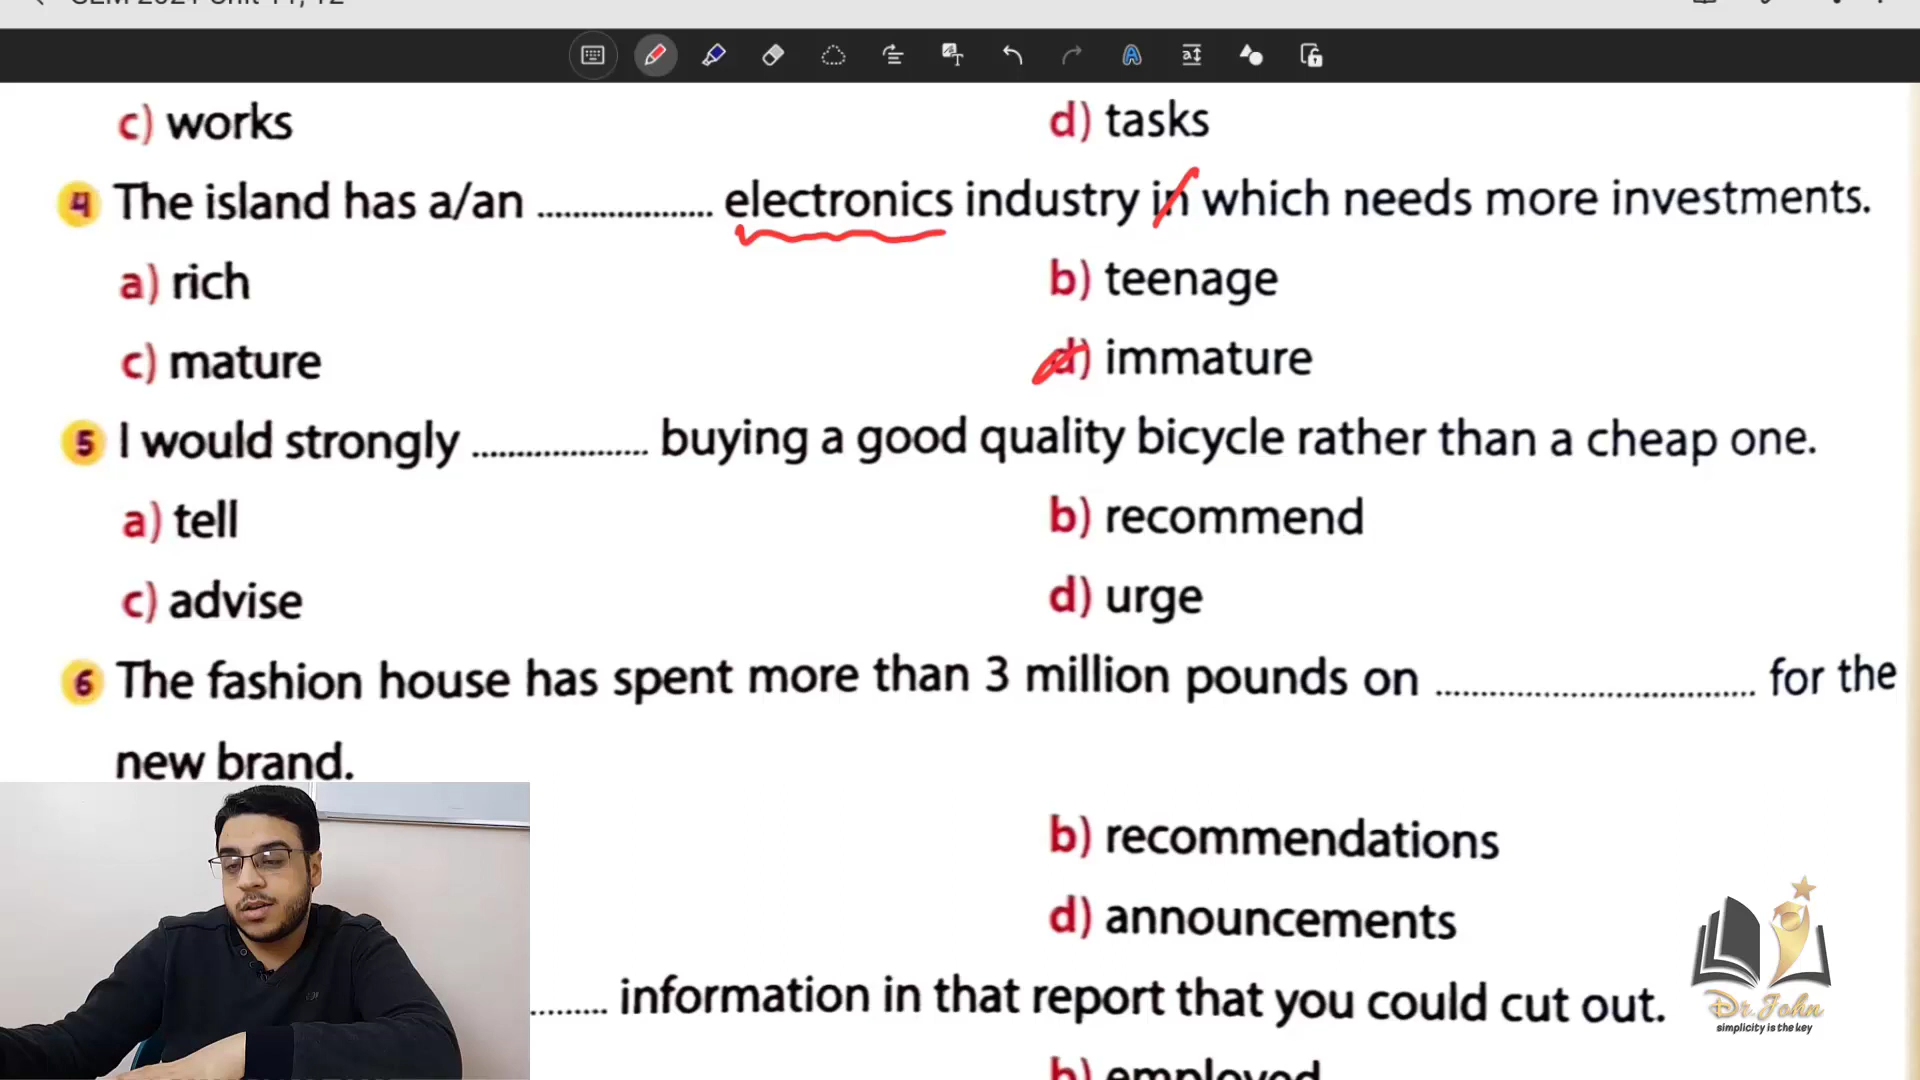 c) works
d) tasks
4 The island has a/an .................... electronics industry in which needs more investments.
a) rich
b) teenage
c) mature
d) immature
5 I would strongly .................... buying a good quality bicycle rather than a cheap one.
a) tell
b) recommend
c) advise
d) urge
6 The fashion house has spent more than 3 million pounds on .................................... for the
new brand.
b) recommendations
d) announcements
......... information in that report that you could cut out.
b) employed
Dr. John
simplicity is the key